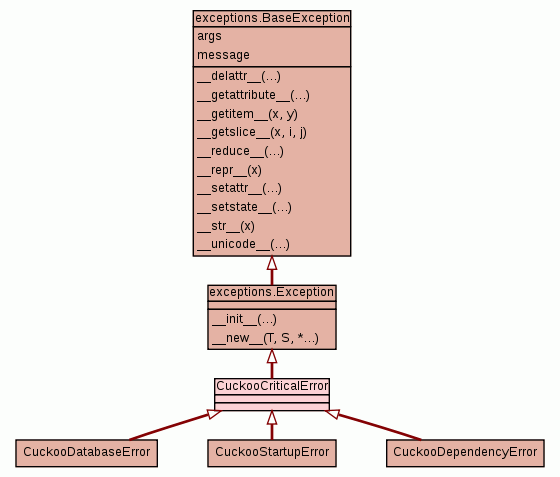 exceptions.BaseException
args
message
__delattr__(...)
__getattribute__(...)
__getitem__(x, y)
__getslice__(x, i, j)
__reduce__(...)
__repr__(x)
__setattr__(...)
__setstate__(...)
__str__(x)
__unicode__(...)
exceptions.Exception
__init__(...)
__new__(T, S, *...)
CuckooCriticalError
CuckooDatabaseError
CuckooStartupError
CuckooDependencyError